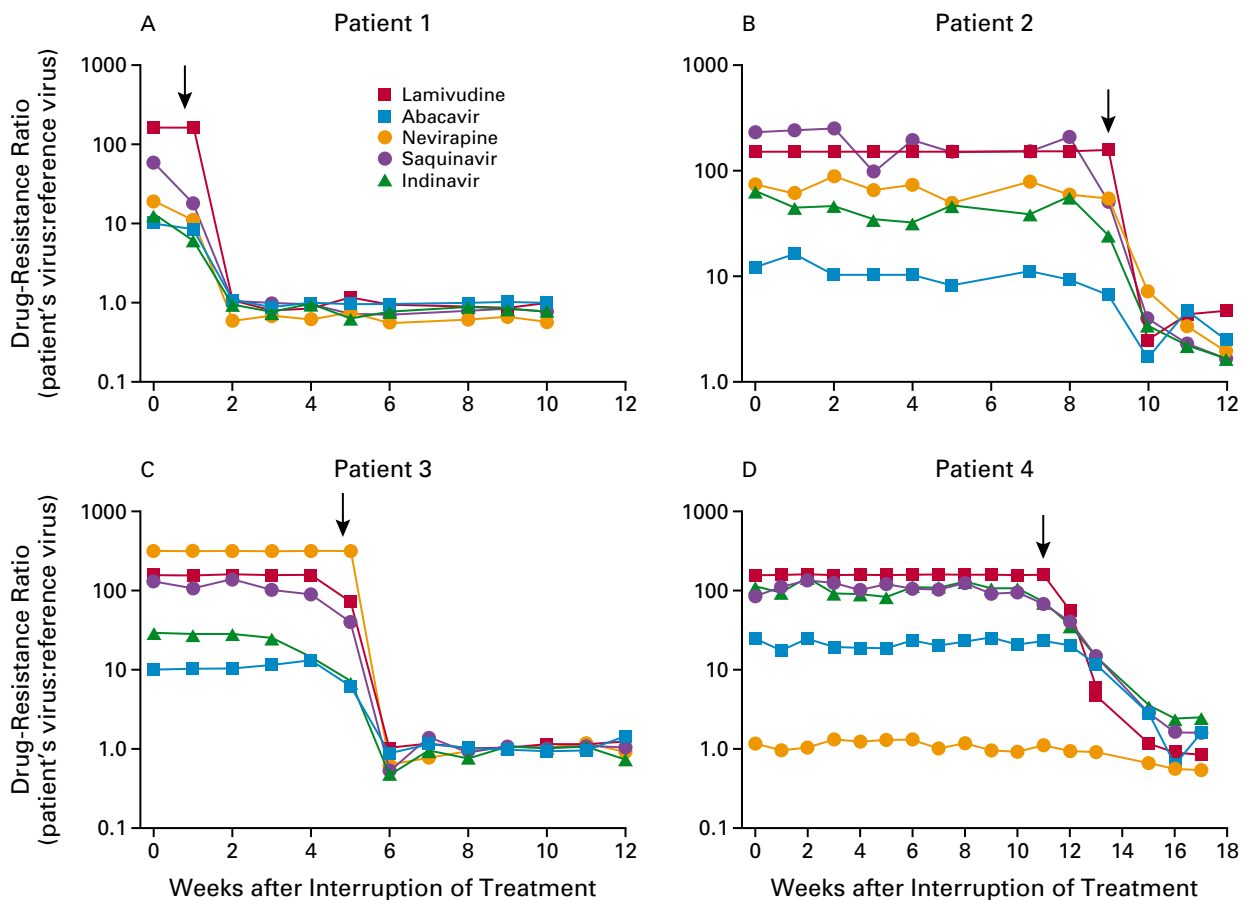 A Patient 1
Drug-Resistance Ratio
(patient's virus:reference virus)
1000
100
10
1.0
0.1
0 2 4 6 8 10 12
Lamivudine
Abacavir
Nevirapine
Saquinavir
Indinavir
B Patient 2
1000
100
10
1.0
0 2 4 6 8 10 12
C Patient 3
Drug-Resistance Ratio
(patient's virus:reference virus)
1000
100
10
1.0
0.1
0 2 4 6 8 10 12
Weeks after Interruption of Treatment
D Patient 4
1000
100
10
1.0
0.1
0 2 4 6 8 10 12 14 16 18
Weeks after Interruption of Treatment